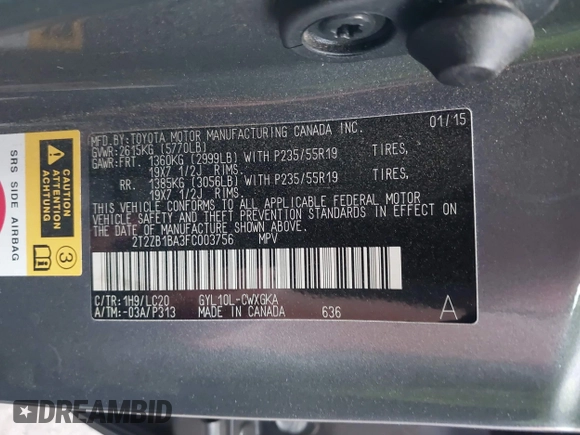 MFD.BY:TOYOTA MOTOR MANUFACTURING CANADA INC. 01/15
GVWR:2615KG (5770LB)
GAWR:FRT. 1360KG (2999LB) WITH P235/55R19 TIRES,
19X7 1/2J RIMS
RR. 1385KG (3056LB) WITH P235/55R19 TIRES,
19X7 1/2J RIMS
THIS VEHICLE CONFORMS TO ALL APPLICABLE FEDERAL MOTOR
VEHICLE SAFETY AND THEFT PREVENTION STANDARDS IN EFFECT ON
THE DATE OF MANUFACTURE SHOWN ABOVE.
2T2ZB1BA3FC003756 MPV
C/TR:1H9/LC20 GYL10L-CWXGKA
A/TM:-03A/P313 MADE IN CANADA 636 A
SRS SIDE AIRBAG
CAUTION
ATTENTION
ACHTUNG
3
DREAMBID